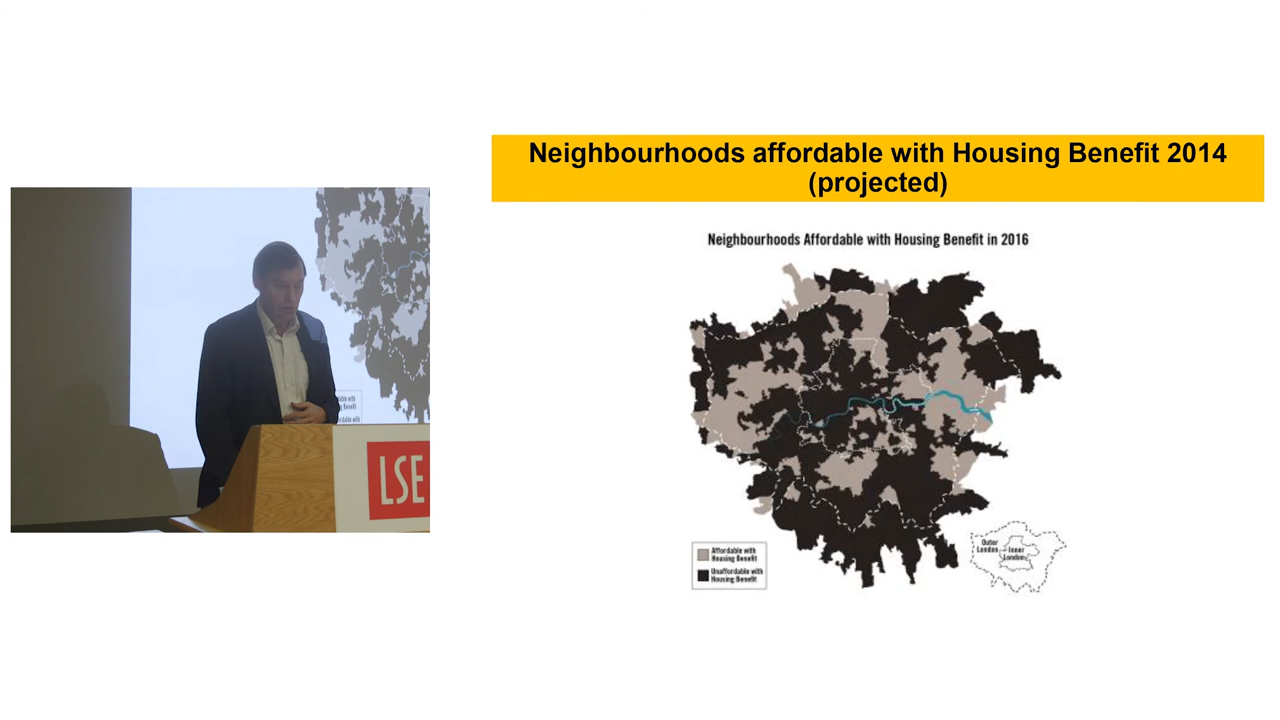 Neighbourhoods affordable with Housing Benefit 2014
(projected)
Neighbourhoods Affordable with Housing Benefit in 2016
Affordable with
Housing Benefit
Unaffordable with
Housing Benefit
Outer
London
Inner
London
LSE